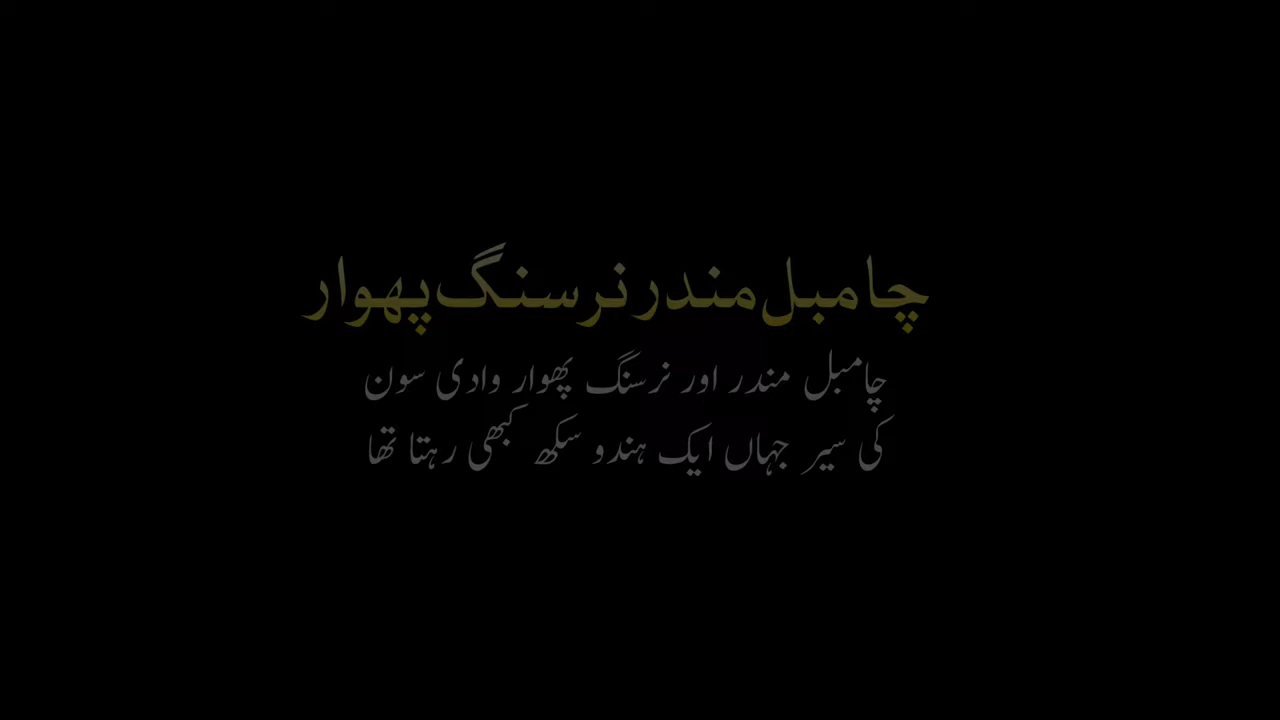 چامبل مندر نرسنگ پھوار
چامبل مندر اور نرسنگ پھوار وادی سون
کی سیر جہاں ایک ہندو سکھ کبھی رہتا تھا